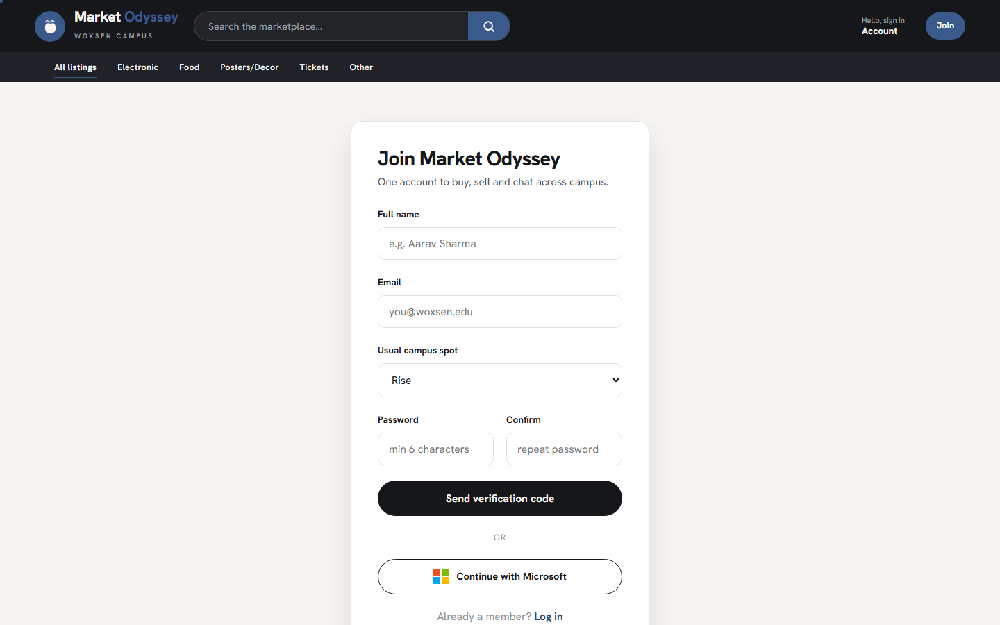 Market Odyssey
WOXSEN CAMPUS
Search the marketplace...
Hello, sign in
Account
Join
All listings
Electronic
Food
Posters/Decor
Tickets
Other
Join Market Odyssey
One account to buy, sell and chat across campus.
Full name
e.g. Aarav Sharma
Email
you@woxsen.edu
Usual campus spot
Rise
Password
Confirm
min 6 characters
repeat password
Send verification code
OR
Continue with Microsoft
Already a member? Log in